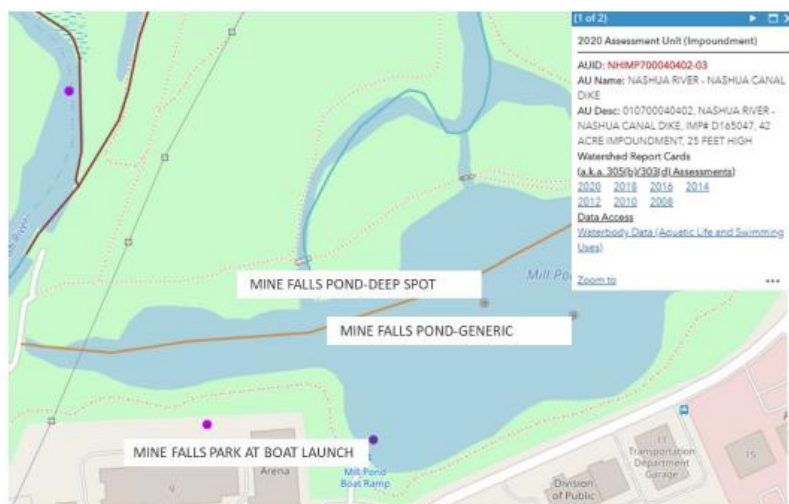 (1 of 2)
2020 Assessment Unit (Impoundment)
AUID: NHIMP700040402-03
AU Name: NASHUA RIVER - NASHUA CANAL
DIKE
AU Desc: 010700040402, NASHUA RIVER -
NASHUA CANAL DIKE, IMP# D165047, 42
ACRE IMPOUNDMENT, 25 FEET HIGH
Watershed Report Cards
(a.k.a. 305(b)/303(d) Assessments)
2020 2018 2016 2014
2012 2010 2008
Data Access
Waterbody Data (Aquatic Life and Swimming
Uses)
Zoom to
River
MINE FALLS POND-DEEP SPOT
Mill
MINE FALLS POND-GENERIC
MINE FALLS PARK AT BOAT LAUNCH
Arena
9
Mill Pond
Boat Ramp
Division
of Public
11
Transportation
Department
Garage
15